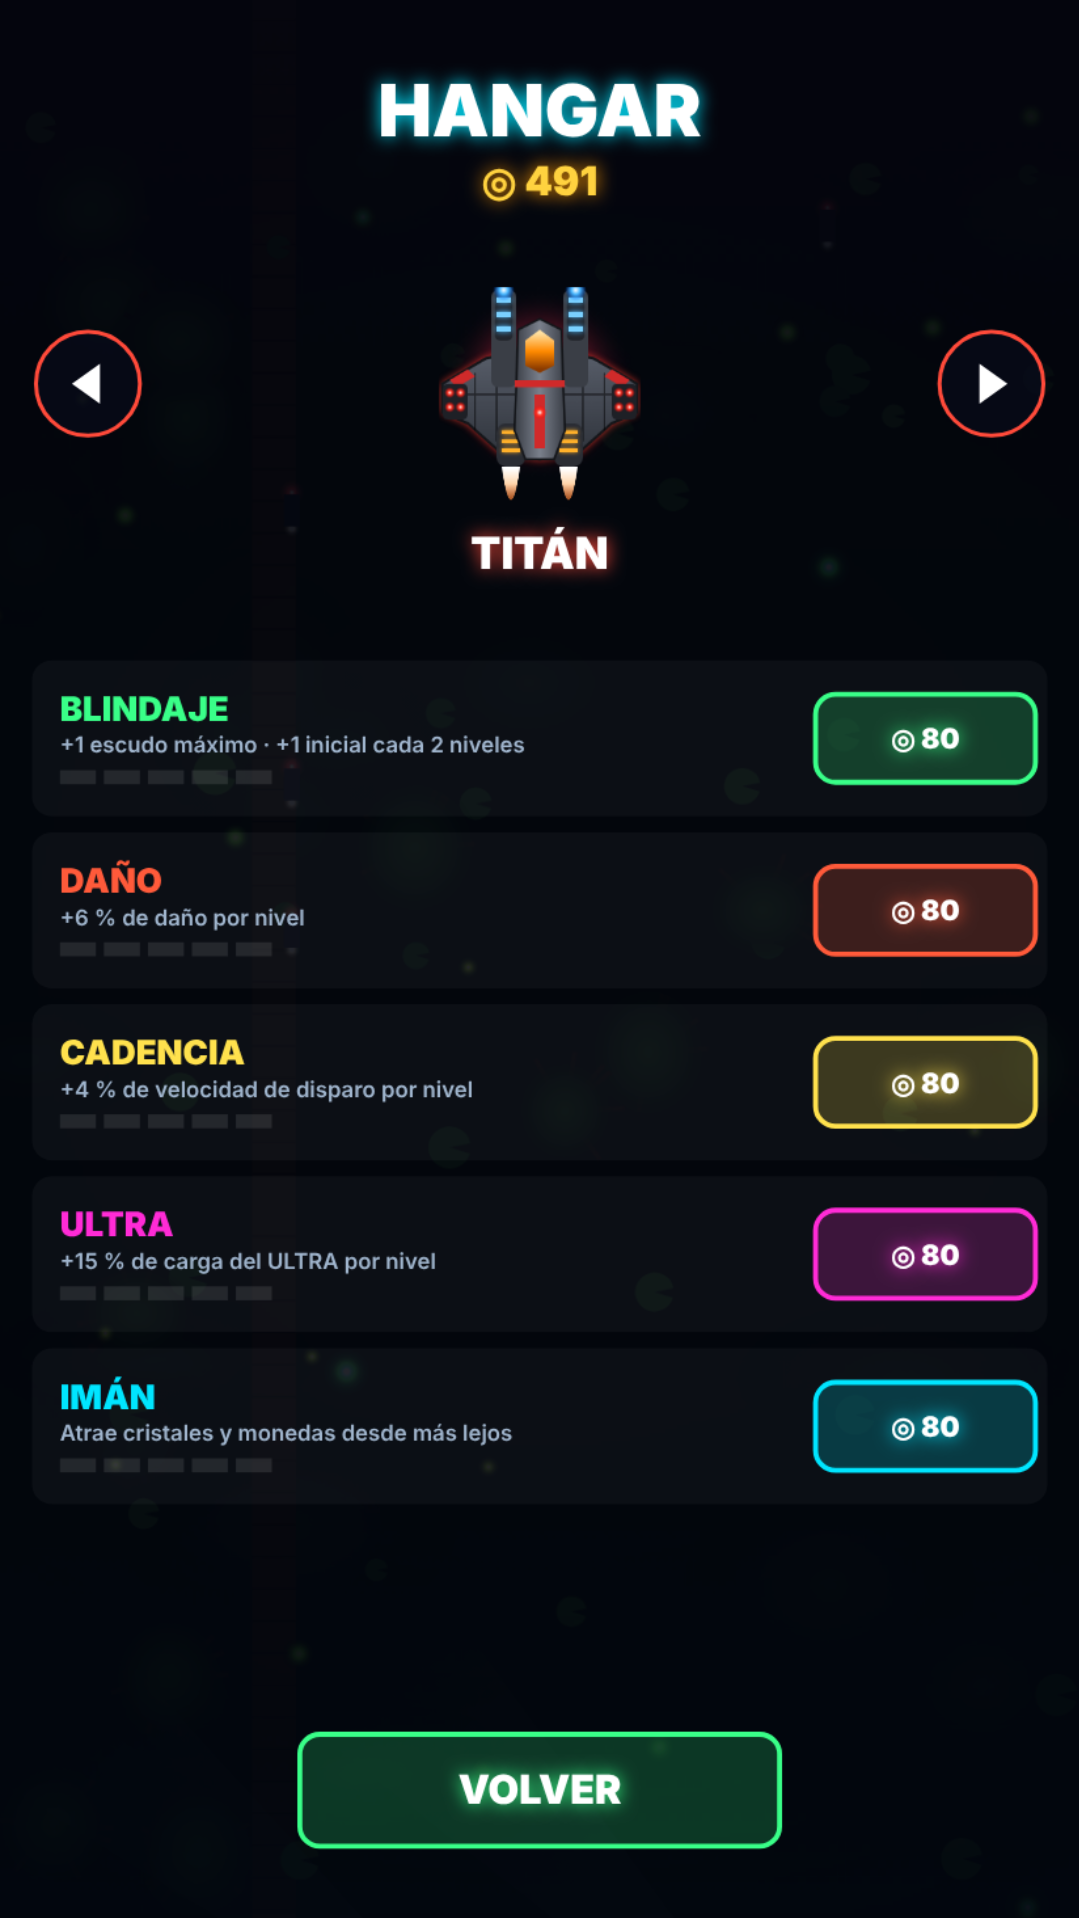 HANGAR
◎ 491
TITÁN
BLINDAJE
+1 escudo máximo · +1 inicial cada 2 niveles
◎ 80
DAÑO
+6 % de daño por nivel
◎ 80
CADENCIA
+4 % de velocidad de disparo por nivel
◎ 80
ULTRA
+15 % de carga del ULTRA por nivel
◎ 80
IMÁN
Atrae cristales y monedas desde más lejos
◎ 80
VOLVER